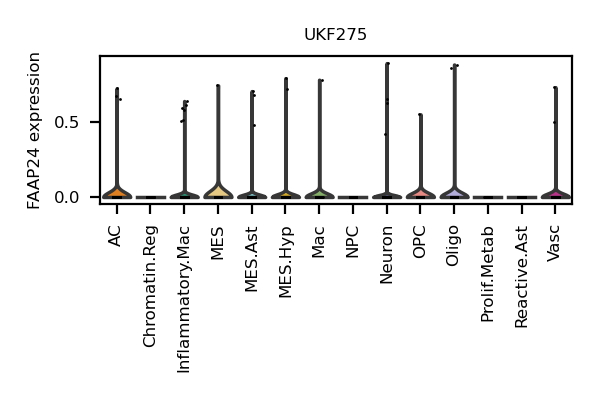 UKF275
FAAP24 expression
0.5
0.0
AC
Chromatin.Reg
Inflammatory.Mac
MES
MES.Ast
MES.Hyp
Mac
NPC
Neuron
OPC
Oligo
Prolif.Metab
Reactive.Ast
Vasc